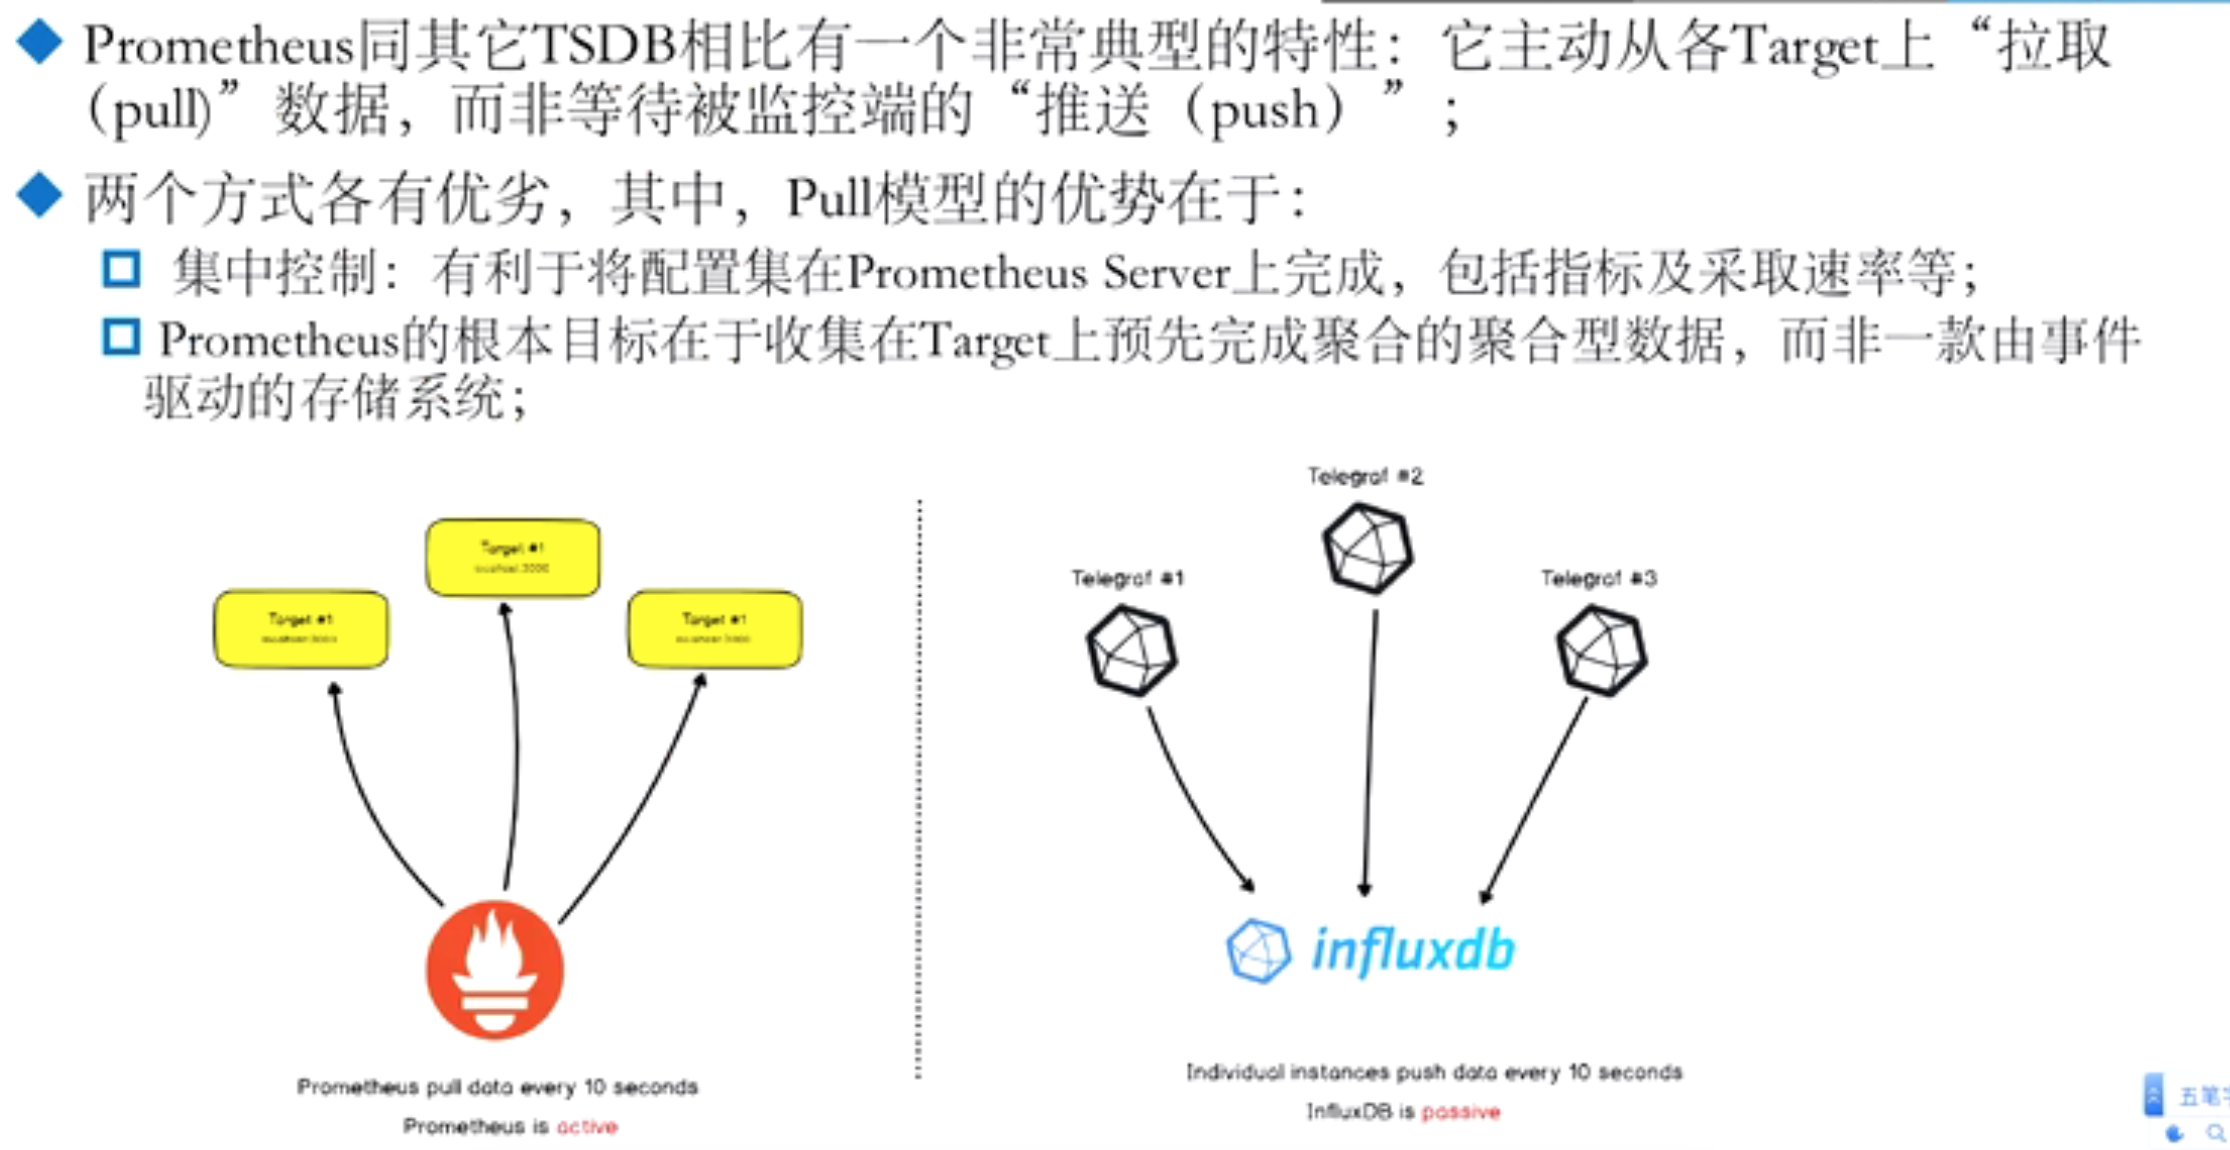 Prometheus同其它TSDB相比有一个非常典型的特性：它主动从各Target上“拉取
（pull)”数据，而非等待被监控端的“推送（push）”；
两个方式各有优劣，其中，Pull模型的优势在于：
集中控制：有利于将配置集在Prometheus Server上完成，包括指标及采取速率等；
Prometheus的根本目标在于收集在Target上预先完成聚合的聚合型数据，而非一款由事件
驱动的存储系统；
Telegraf #2
Target #1
Telegraf #1
Telegraf #3
Target #1
Target #1
influxdb
Prometheus pull data every 10 seconds
Prometheus is active
Individual instances push data every 10 seconds
InfluxDB is passive
五笔